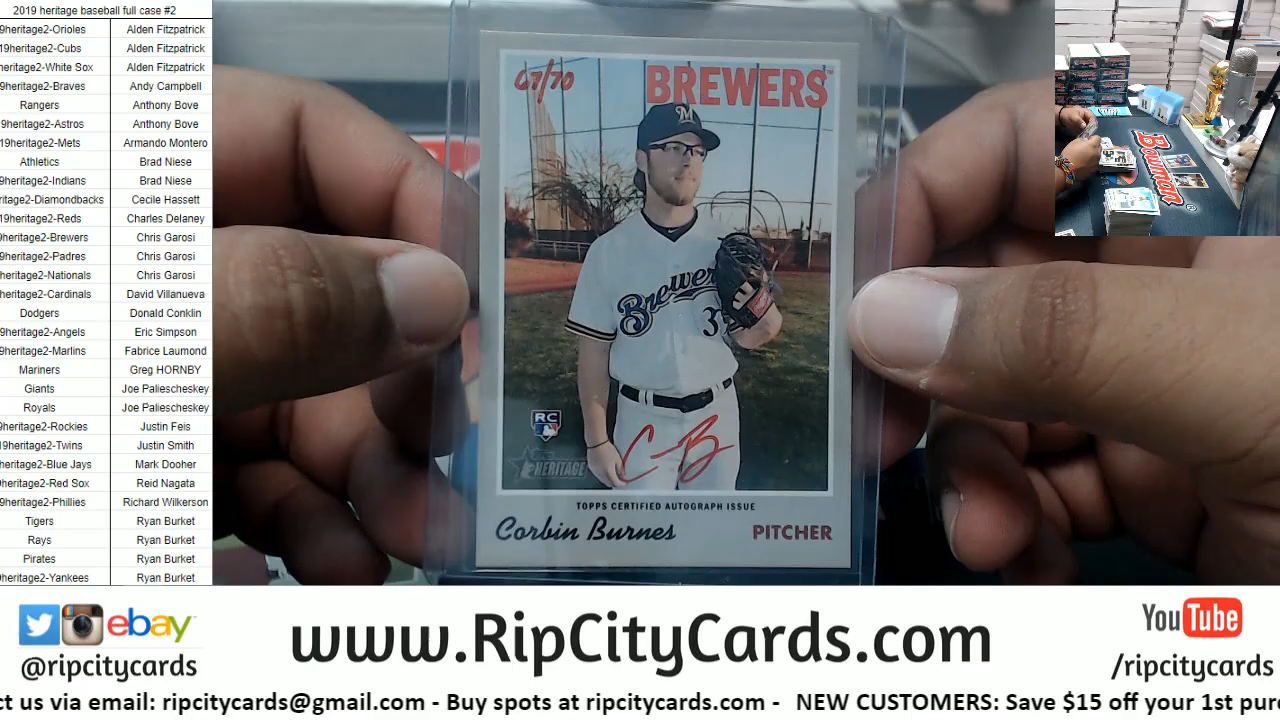 2019 heritage baseball full case #2
9heritage2-Orioles Alden Fitzpatrick
19heritage2-Cubs Alden Fitzpatrick
heritage2-White Sox Alden Fitzpatrick
heritage2-Braves Andy Campbell
Rangers Anthony Bove
9heritage2-Astros Anthony Bove
19heritage2-Mets Armando Montero
Athletics Brad Niese
9heritage2-Indians Brad Niese
ritage2-Diamondbacks Cecile Hassett
19heritage2-Reds Charles Delaney
9heritage2-Brewers Chris Garosi
9heritage2-Padres Chris Garosi
heritage2-Nationals Chris Garosi
heritage2-Cardinals David Villanueva
Dodgers Donald Conklin
9heritage2-Angels Eric Simpson
9heritage2-Marlins Fabrice Laumond
Mariners Greg HORNBY
Giants Joe Paliescheskey
Royals Joe Paliescheskey
9heritage2-Rockies Justin Feis
19heritage2-Twins Justin Smith
heritage2-Blue Jays Mark Dooher
heritage2-Red Sox Reid Nagata
9heritage2-Phillies Richard Wilkerson
Tigers Ryan Burket
Rays Ryan Burket
Pirates Ryan Burket
9heritage2-Yankees Ryan Burket
67/70
BREWERS™
M
Brewer
3
RC
TOPPS
HERITAGE
C B
TOPPS CERTIFIED AUTOGRAPH ISSUE
Corbin Burnes PITCHER
Bowman®
ebay
@ripcitycards
www.RipCityCards.com
YouTube
/ripcitycards
ct us via email: ripcitycards@gmail.com - Buy spots at ripcitycards.com - NEW CUSTOMERS: Save $15 off your 1st pur